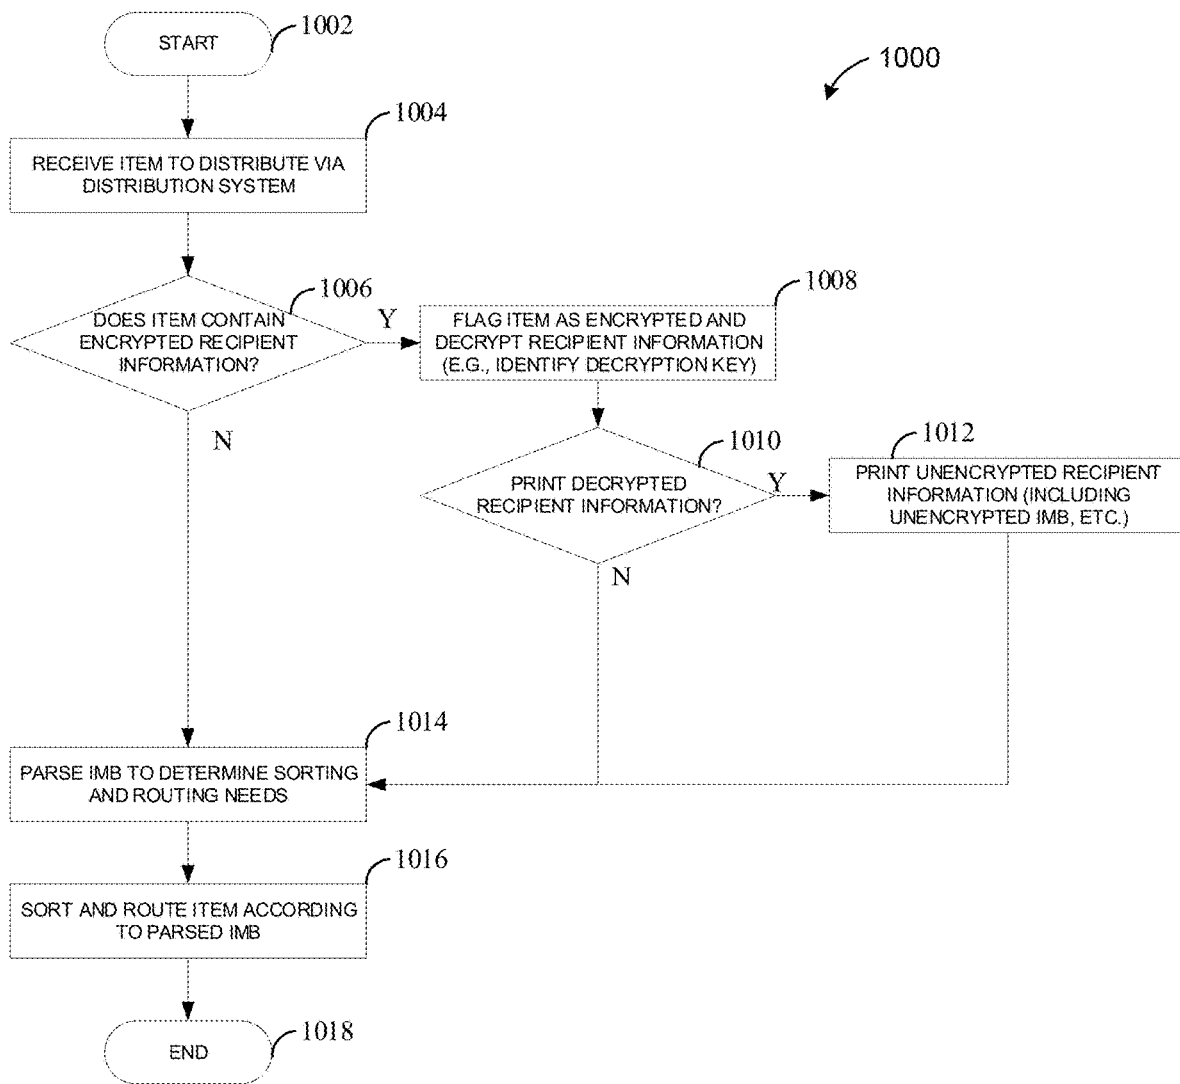 START
1002
1000
1004
RECEIVE ITEM TO DISTRIBUTE VIA
DISTRIBUTION SYSTEM
1006
DOES ITEM CONTAIN
ENCRYPTED RECIPIENT
INFORMATION?
Y
N
1008
FLAG ITEM AS ENCRYPTED AND
DECRYPT RECIPIENT INFORMATION
(E.G., IDENTIFY DECRYPTION KEY)
1010
PRINT DECRYPTED
RECIPIENT INFORMATION?
Y
N
1012
PRINT UNENCRYPTED RECIPIENT
INFORMATION (INCLUDING
UNENCRYPTED IMB, ETC.)
1014
PARSE IMB TO DETERMINE SORTING
AND ROUTING NEEDS
1016
SORT AND ROUTE ITEM ACCORDING
TO PARSED IMB
1018
END